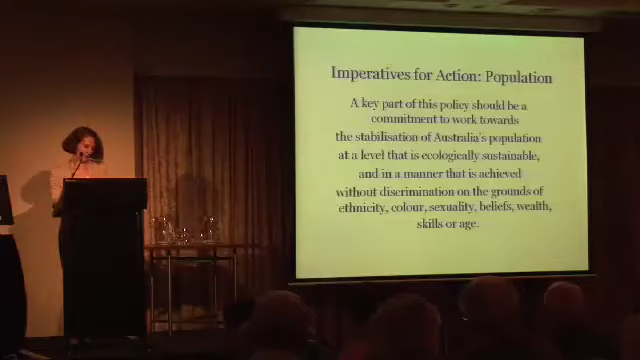 Imperatives for Action: Population
A key part of this policy should be a
commitment to work towards
the stabilisation of Australia's population
at a level that is ecologically sustainable,
and in a manner that is achieved
without discrimination on the grounds of
ethnicity, colour, sexuality, beliefs, wealth,
skills or age.